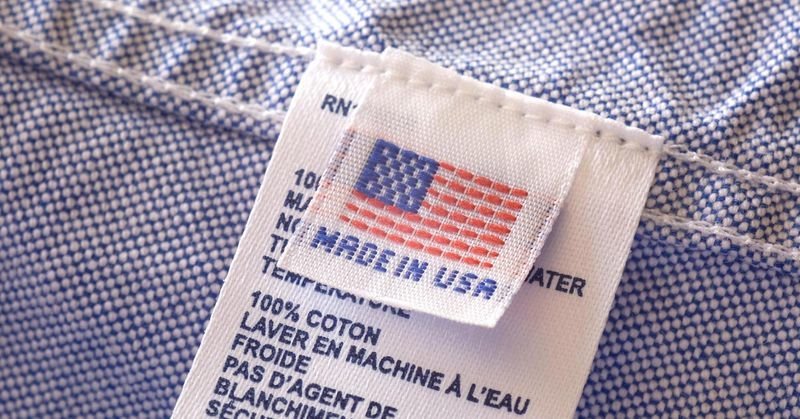 RN
MADE IN USA
100
MA
NO
TEMPERATURE
WATER
100% COTON
LAVER EN MACHINE À L'EAU
FROIDE
PAS D'AGENT DE